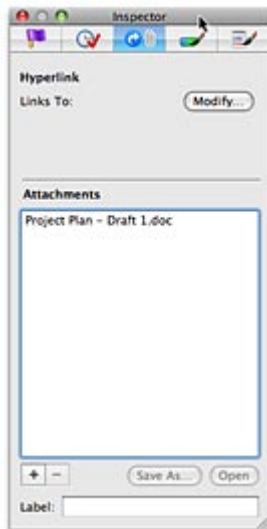 Inspector
Hyperlink
Links To:
Modify...
Attachments
Project Plan – Draft 1.doc
+ –
Save As...
Open
Label: